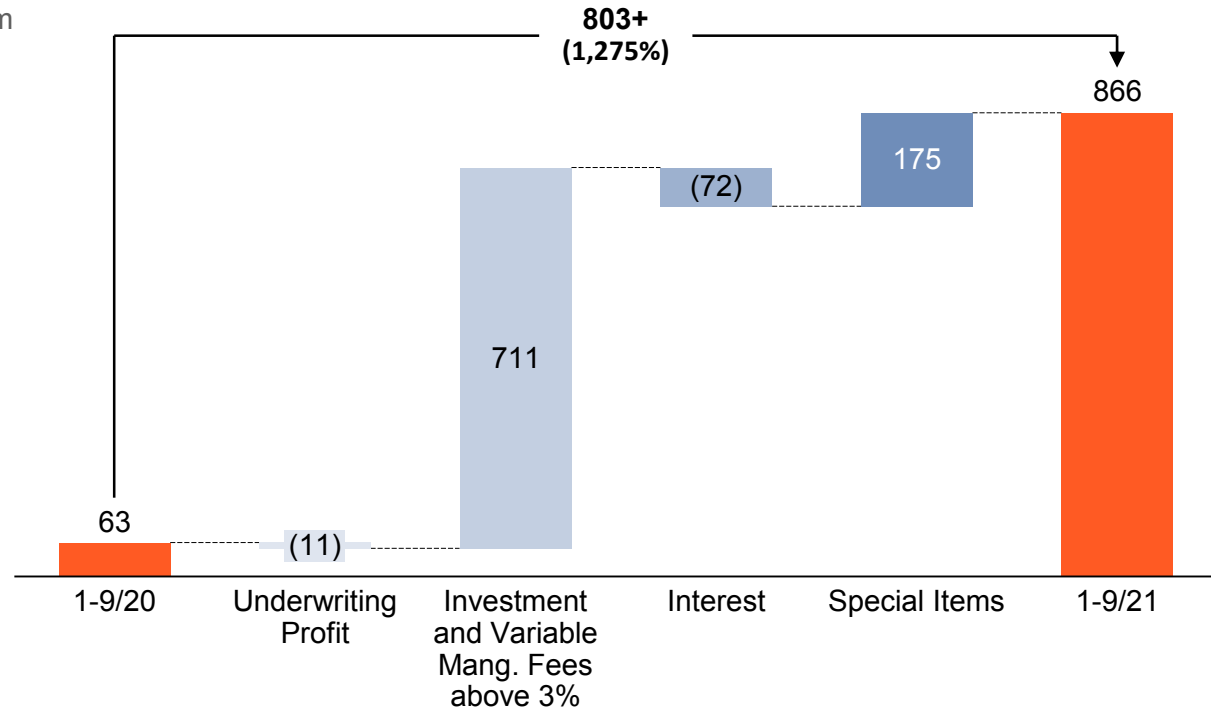 m
803+
(1,275%)
866
175
(72)
711
63
(11)
1-9/20
Underwriting
Profit
Investment
and Variable
Mang. Fees
above 3%
Interest
Special Items
1-9/21